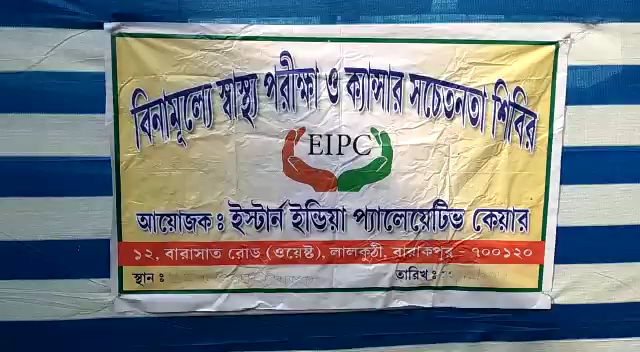 বিনামূল্যে স্বাস্থ্য পরীক্ষা ও ক্যান্সার সচেতনতা শিবির
EIPC
আয়োজক : ইস্টার্ন ইন্ডিয়া প্যালেয়েটিভ কেয়ার
১২, বারাসাত রোড (ওয়েষ্ট), লালকুঠী, বারাকপুর - ৭০০১২০
স্থান : তারিখ :